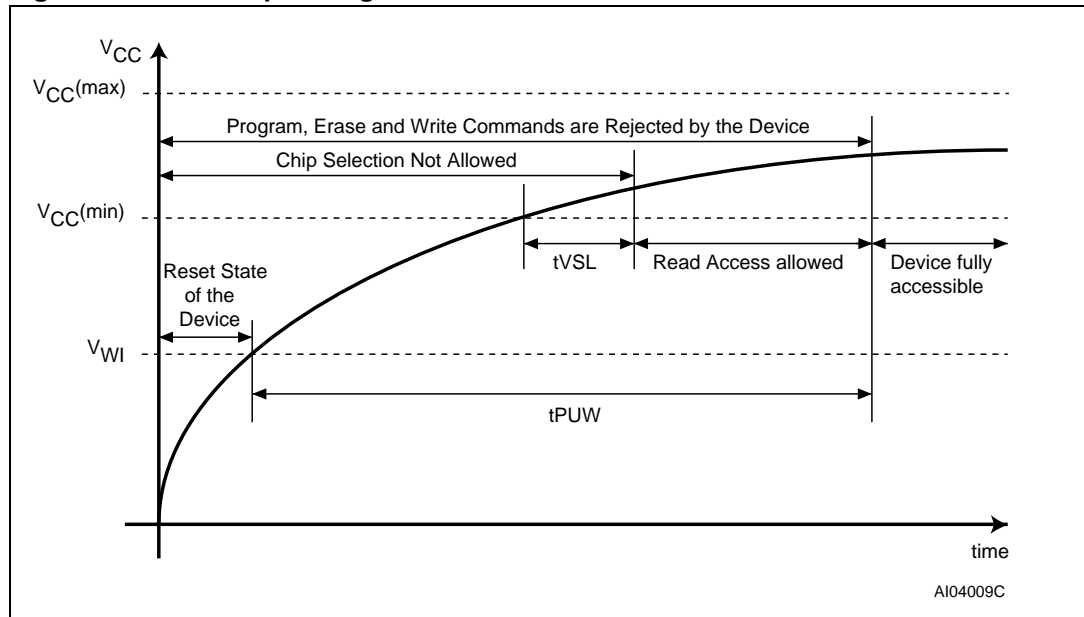 VCC
VCC(max)
Program, Erase and Write Commands are Rejected by the Device
Chip Selection Not Allowed
VCC(min)
tVSL
Read Access allowed
Device fully
accessible
Reset State
of the
Device
VWI
tPUW
time
AI04009C